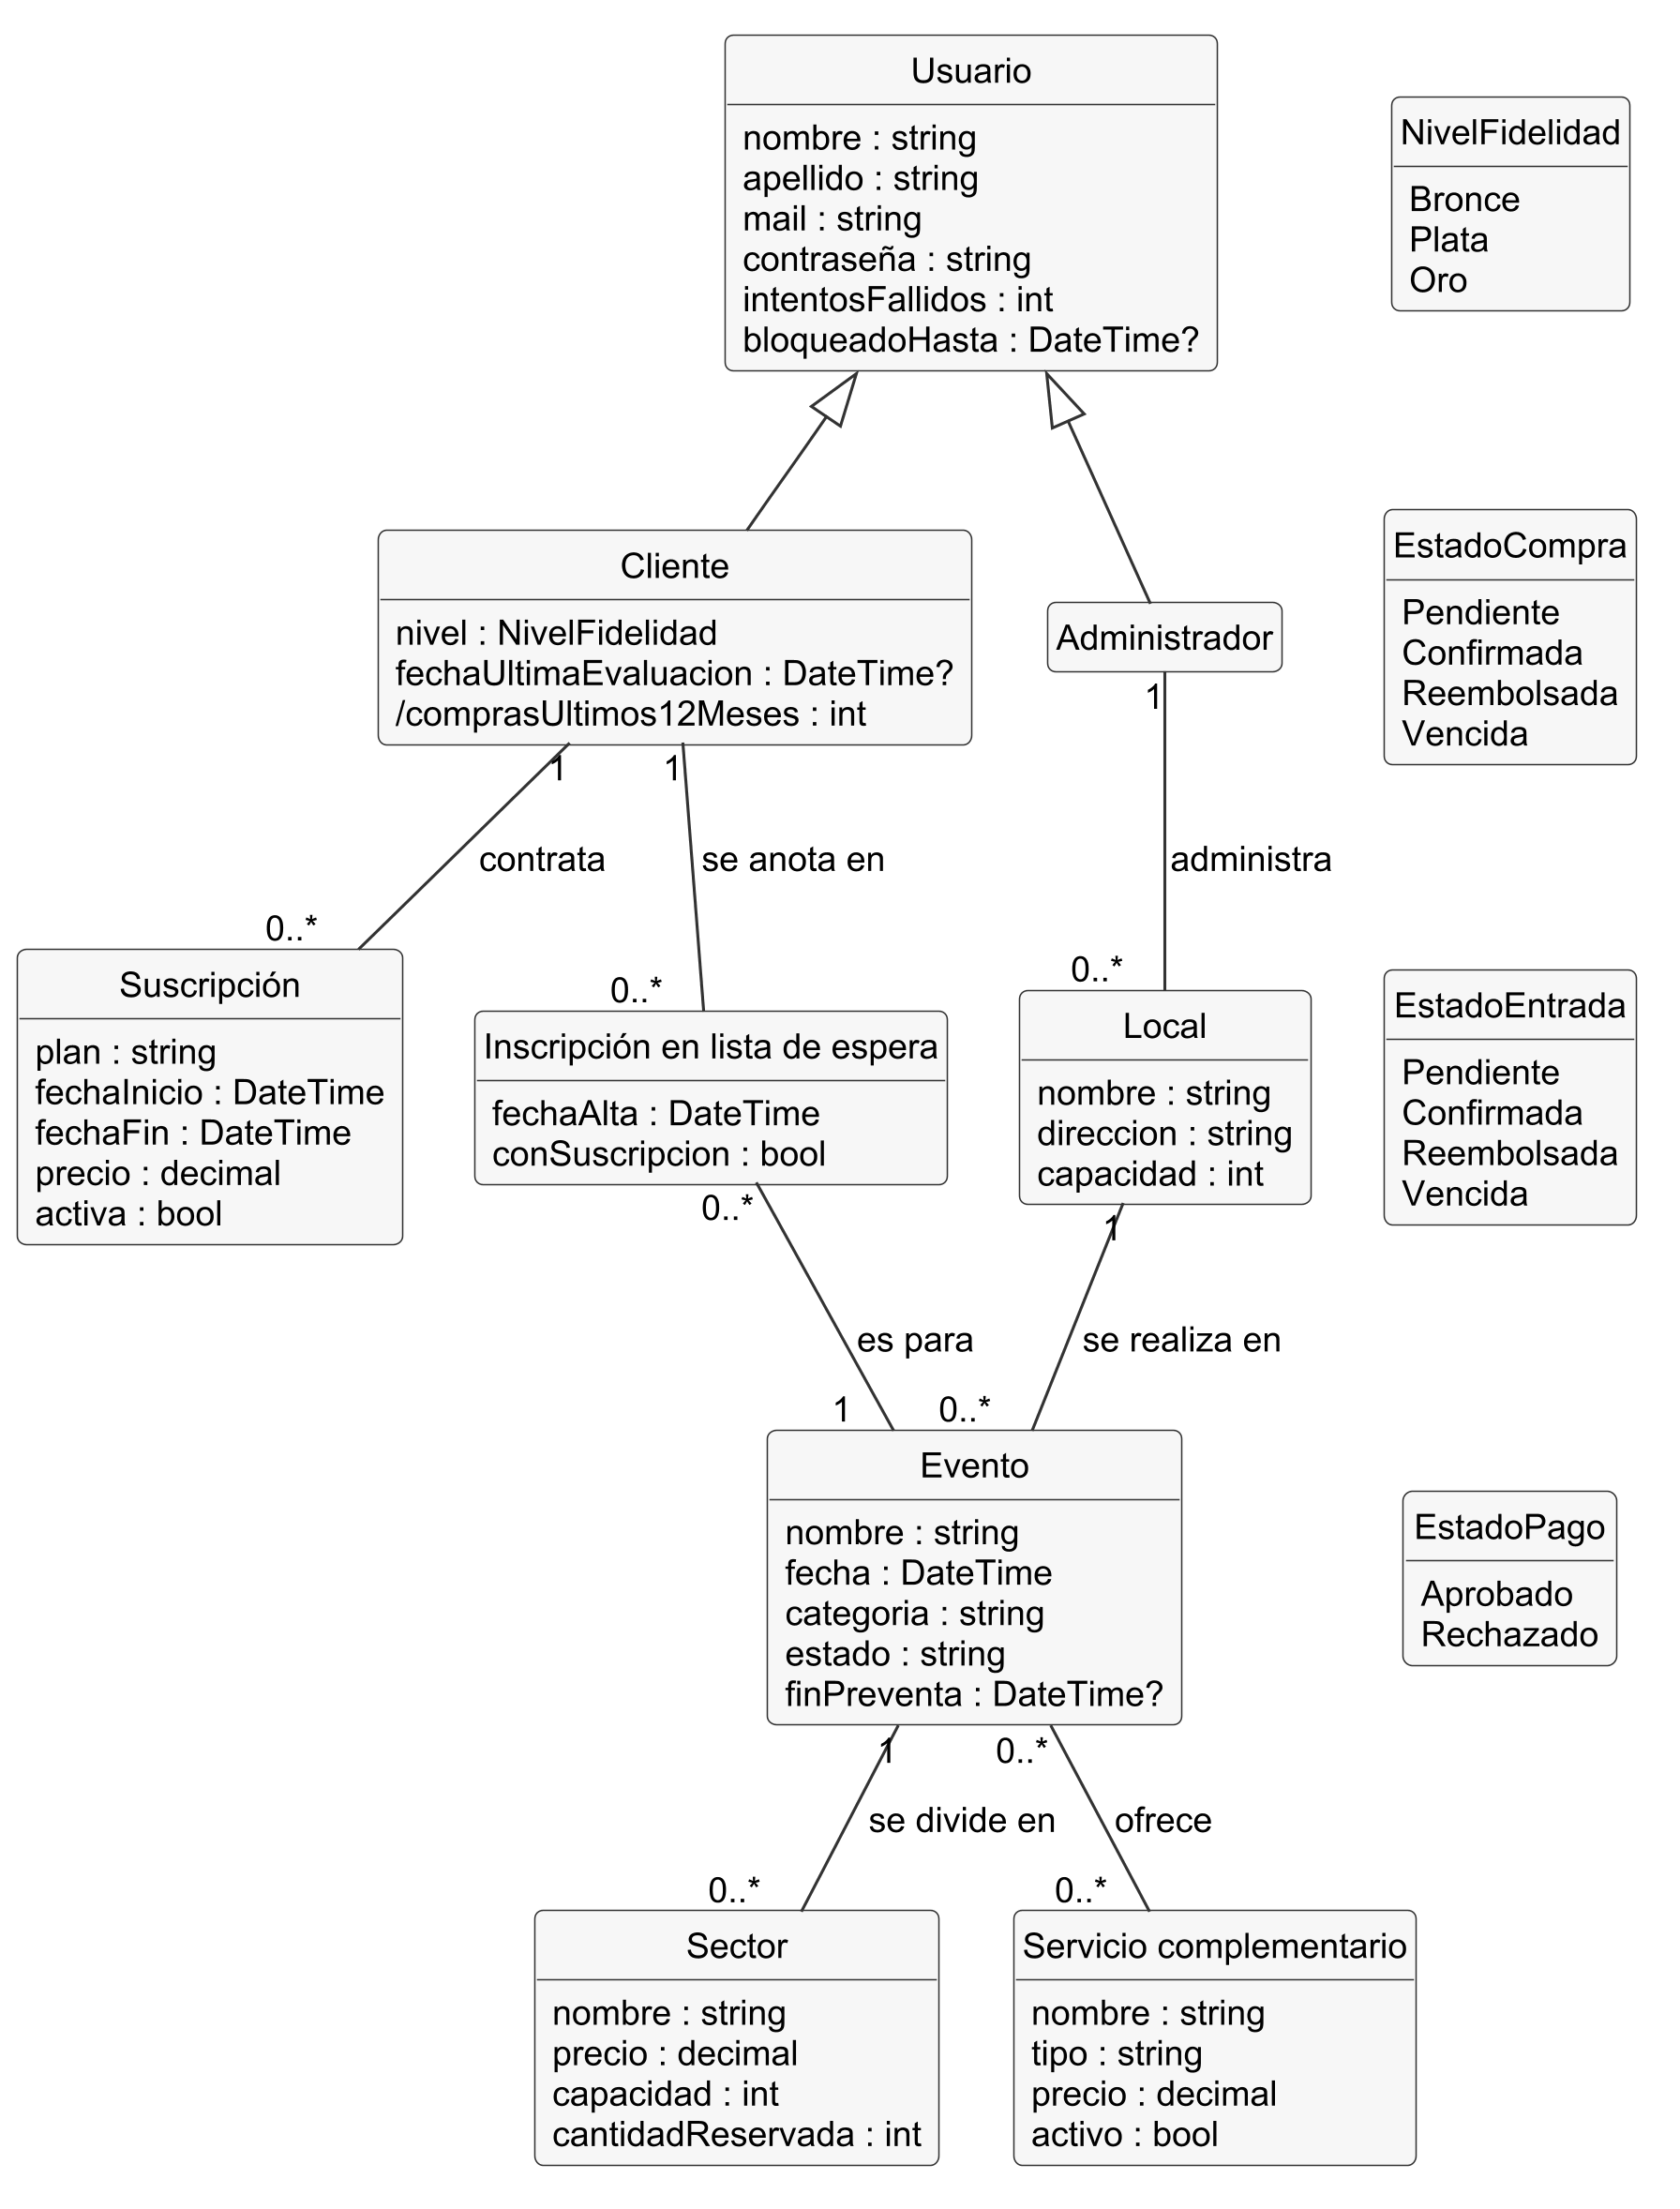 Usuario
nombre : string
apellido : string
mail : string
contraseña : string
intentosFallidos : int
bloqueadoHasta : DateTime?
NivelFidelidad
Bronce
Plata
Oro
Cliente
nivel : NivelFidelidad
fechaUltimaEvaluacion : DateTime?
/comprasUltimos12Meses : int
Administrador
EstadoCompra
Pendiente
Confirmada
Reembolsada
Vencida
1
1
1
contrata
se anota en
administra
0..*
0..*
0..*
Suscripción
plan : string
fechaInicio : DateTime
fechaFin : DateTime
precio : decimal
activa : bool
Inscripción en lista de espera
fechaAlta : DateTime
conSuscripcion : bool
Local
nombre : string
direccion : string
capacidad : int
EstadoEntrada
Pendiente
Confirmada
Reembolsada
Vencida
0..*
1
es para
se realiza en
1
0..*
Evento
nombre : string
fecha : DateTime
categoria : string
estado : string
finPreventa : DateTime?
EstadoPago
Aprobado
Rechazado
1
0..*
se divide en
ofrece
0..*
0..*
Sector
nombre : string
precio : decimal
capacidad : int
cantidadReservada : int
Servicio complementario
nombre : string
tipo : string
precio : decimal
activo : bool